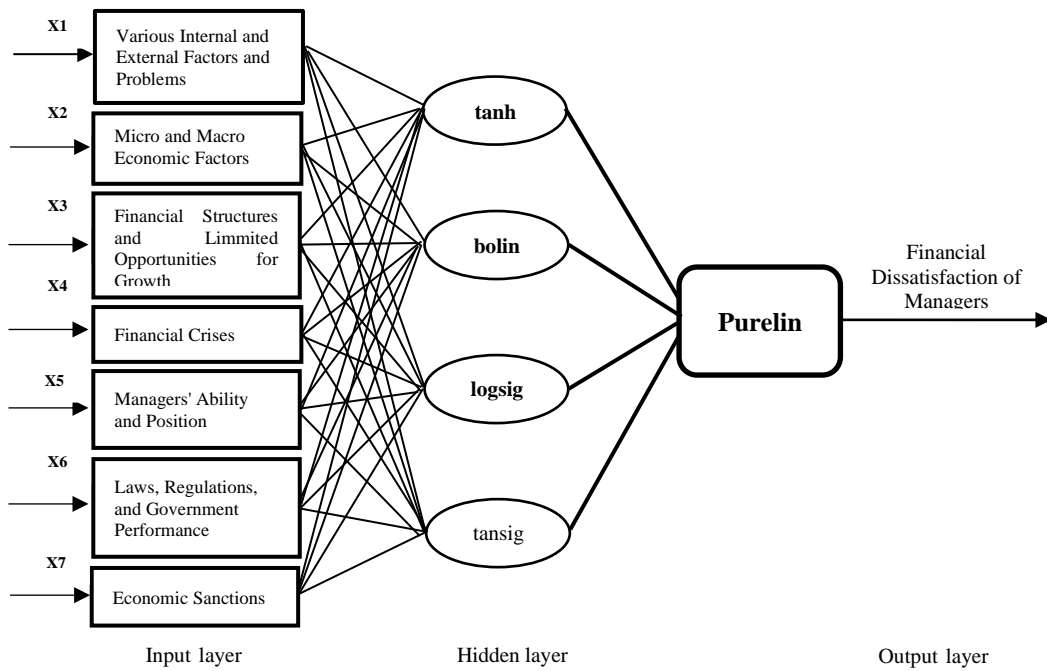 X1
Various Internal and
External Factors and
Problems
X2
Micro and Macro
Economic Factors
X3
Financial Structures
and Limmited
Opportunities for
Growth
X4
Financial Crises
X5
Managers' Ability
and Position
X6
Laws, Regulations,
and Government
Performance
X7
Economic Sanctions
tanh
bolin
logsig
tansig
Purelin
Financial
Dissatisfaction of
Managers
Input layer
Hidden layer
Output layer